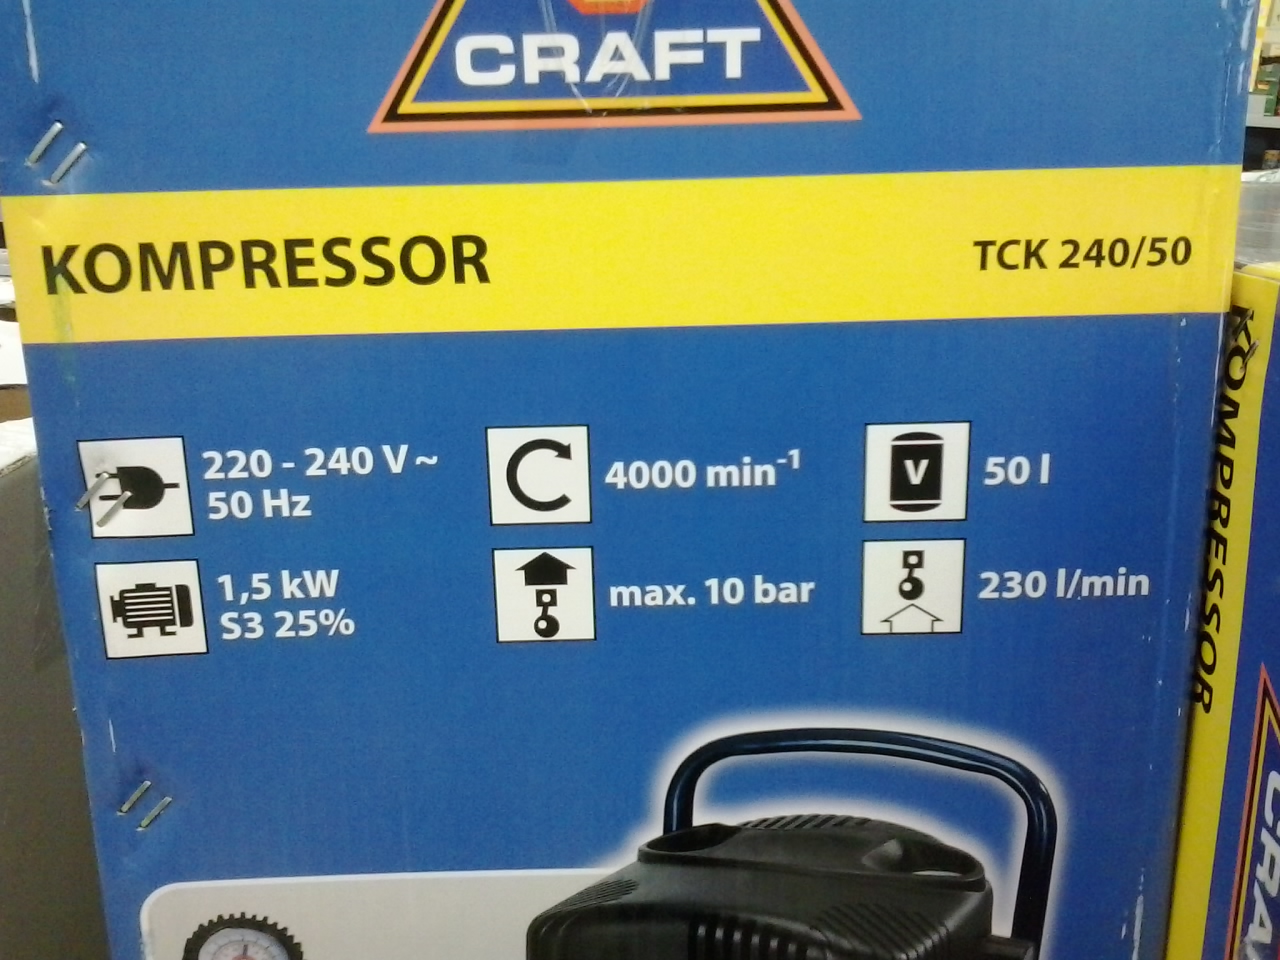 CRAFT
KOMPRESSOR
TCK 240/50
220 - 240 V~
50 Hz
4000 min⁻¹
V
50 l
1,5 kW
S3 25%
max. 10 bar
230 l/min
KOMPRESSOR